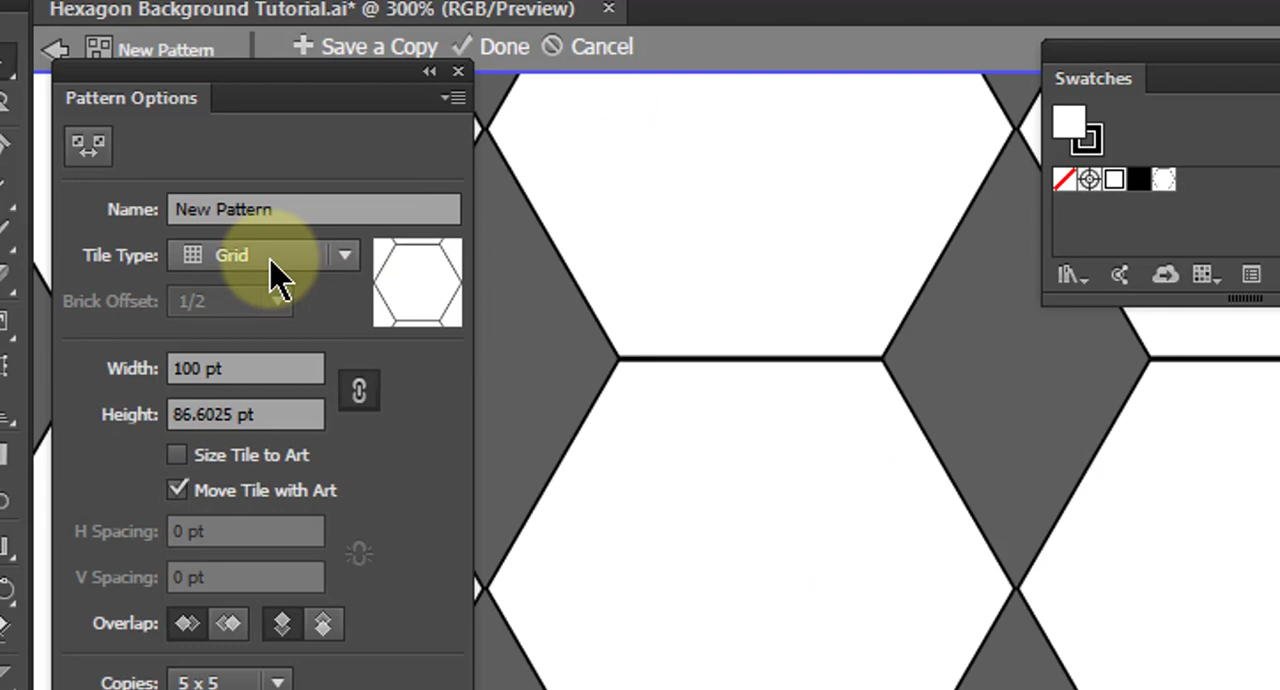 Hexagon Background Tutorial.ai* @ 300% (RGB/Preview) ×
New Pattern Save a Copy Done Cancel
Pattern Options
Name: New Pattern
Tile Type: Grid
Brick Offset: 1/2
Width: 100 pt
Height: 86.6025 pt
Size Tile to Art
Move Tile with Art
H Spacing: 0 pt
V Spacing: 0 pt
Overlap:
Copies: 5 x 5
Swatches